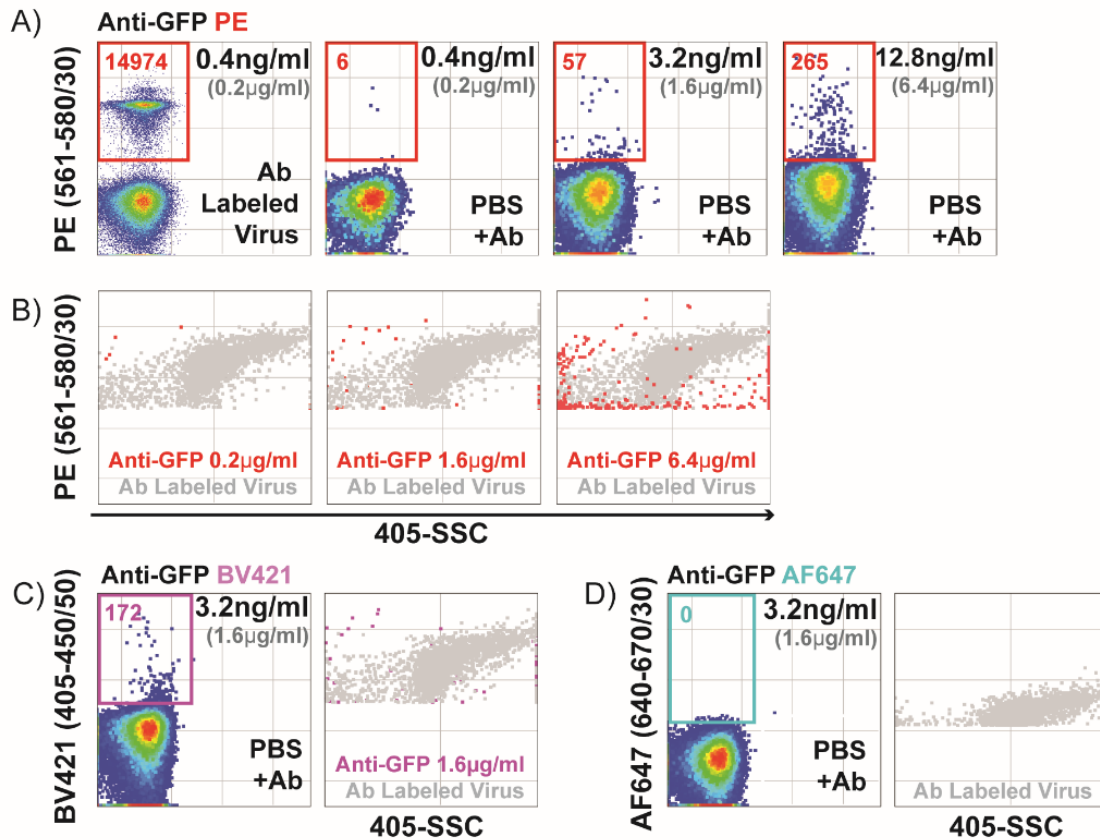 A)
Anti-GFP PE
PE (561-580/30)
14974
0.4ng/ml
(0.2µg/ml)
Ab
Labeled
Virus
6
0.4ng/ml
(0.2µg/ml)
PBS
+Ab
57
3.2ng/ml
(1.6µg/ml)
PBS
+Ab
265
12.8ng/ml
(6.4µg/ml)
PBS
+Ab
B)
PE (561-580/30)
Anti-GFP 0.2µg/ml
Ab Labeled Virus
Anti-GFP 1.6µg/ml
Ab Labeled Virus
Anti-GFP 6.4µg/ml
Ab Labeled Virus
405-SSC
C)
Anti-GFP BV421
BV421 (405-450/50)
172
3.2ng/ml
(1.6µg/ml)
PBS
+Ab
Anti-GFP 1.6µg/ml
Ab Labeled Virus
405-SSC
D)
Anti-GFP AF647
AF647 (640-670/30)
0
3.2ng/ml
(1.6µg/ml)
PBS
+Ab
Ab Labeled Virus
405-SSC